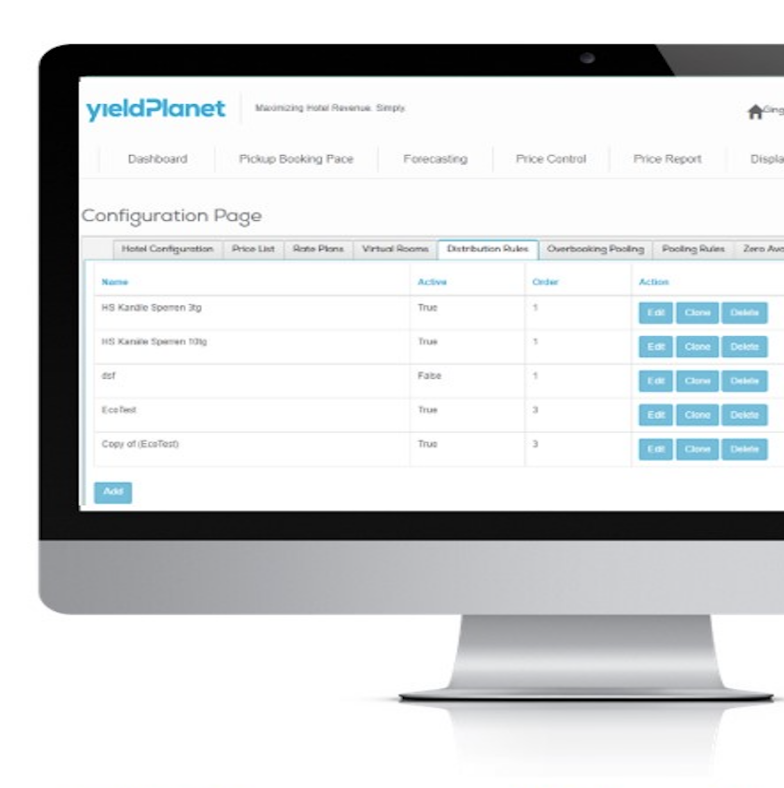 yieldPlanet Maximizing Hotel Revenue. Simply.
Dashboard Pickup Booking Pace Forecasting Price Control Price Report Displa
Configuration Page
Hotel Configuration Price List Rate Plans Virtual Rooms Distribution Rules Overbooking Pooling Pooling Rules Zero Ava
Name Active Order Action
HS Kanäle Sperren 3tg True 1 Edit Clone Delete
HS Kanäle Sperren 10tg True 1 Edit Clone Delete
dsf False 1 Edit Clone Delete
EcoTest True 3 Edit Clone Delete
Copy of (EcoTest) True 3 Edit Clone Delete
Add